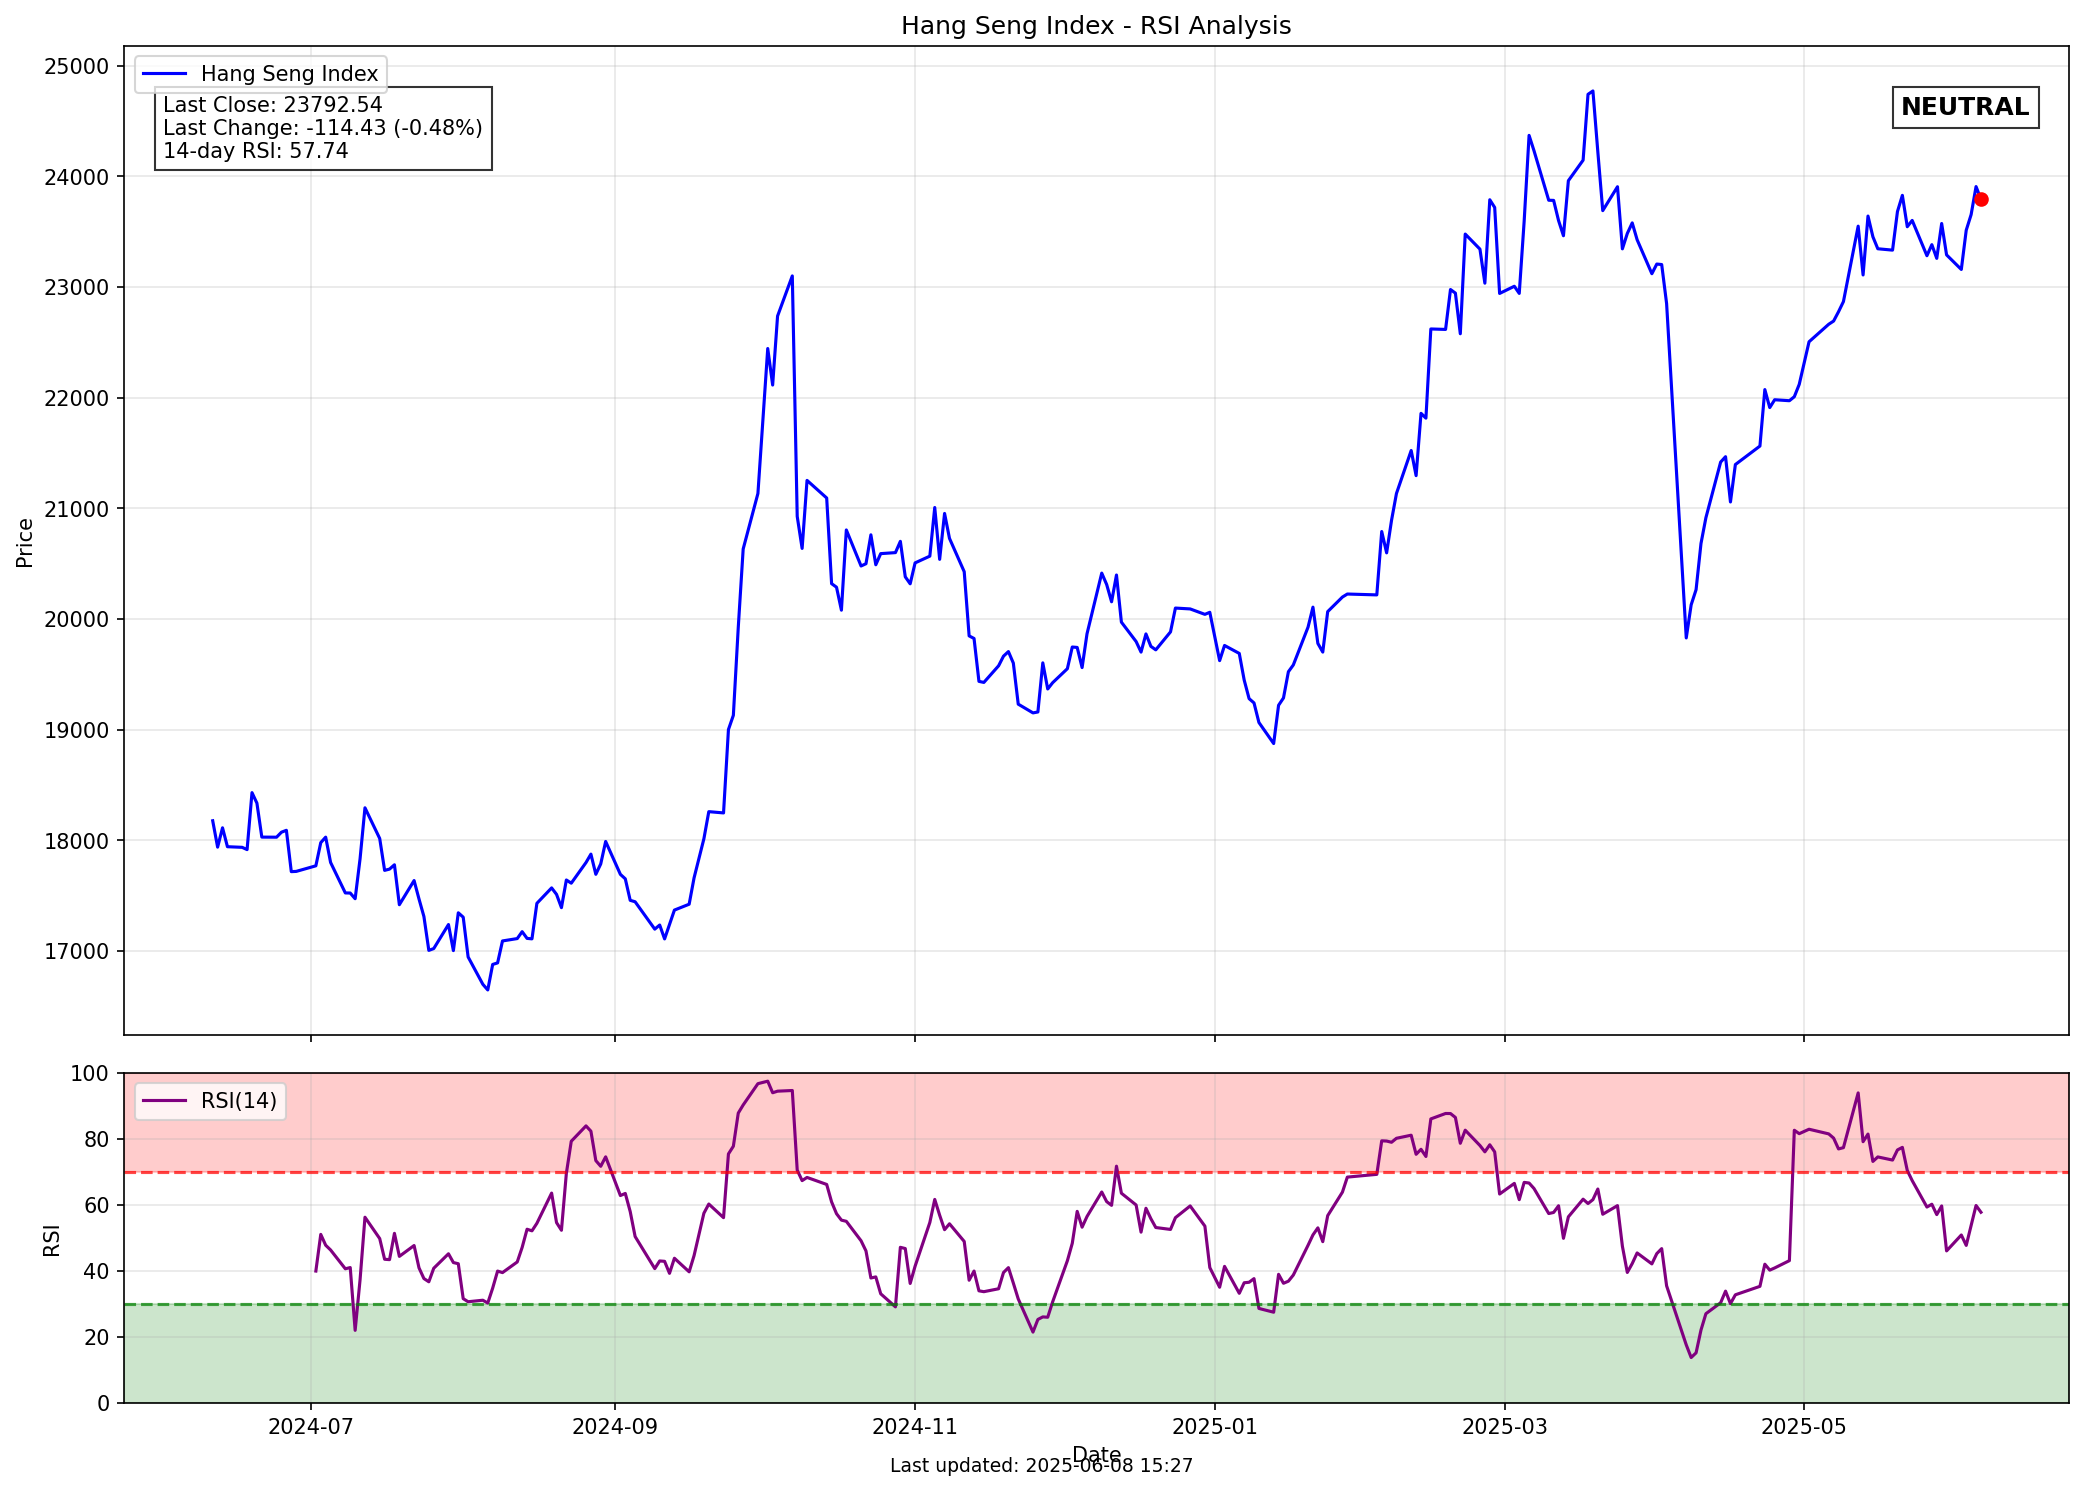 Hang Seng Index - RSI Analysis
25000
24000
23000
22000
21000
20000
19000
18000
17000
Price
Hang Seng Index
Last Close: 23792.54
Last Change: -114.43 (-0.48%)
14-day RSI: 57.74
NEUTRAL
100
80
60
40
20
0
RSI
RSI(14)
2024-07
2024-09
2024-11
2025-01
2025-03
2025-05
Date
Last updated: 2025-06-08 15:27